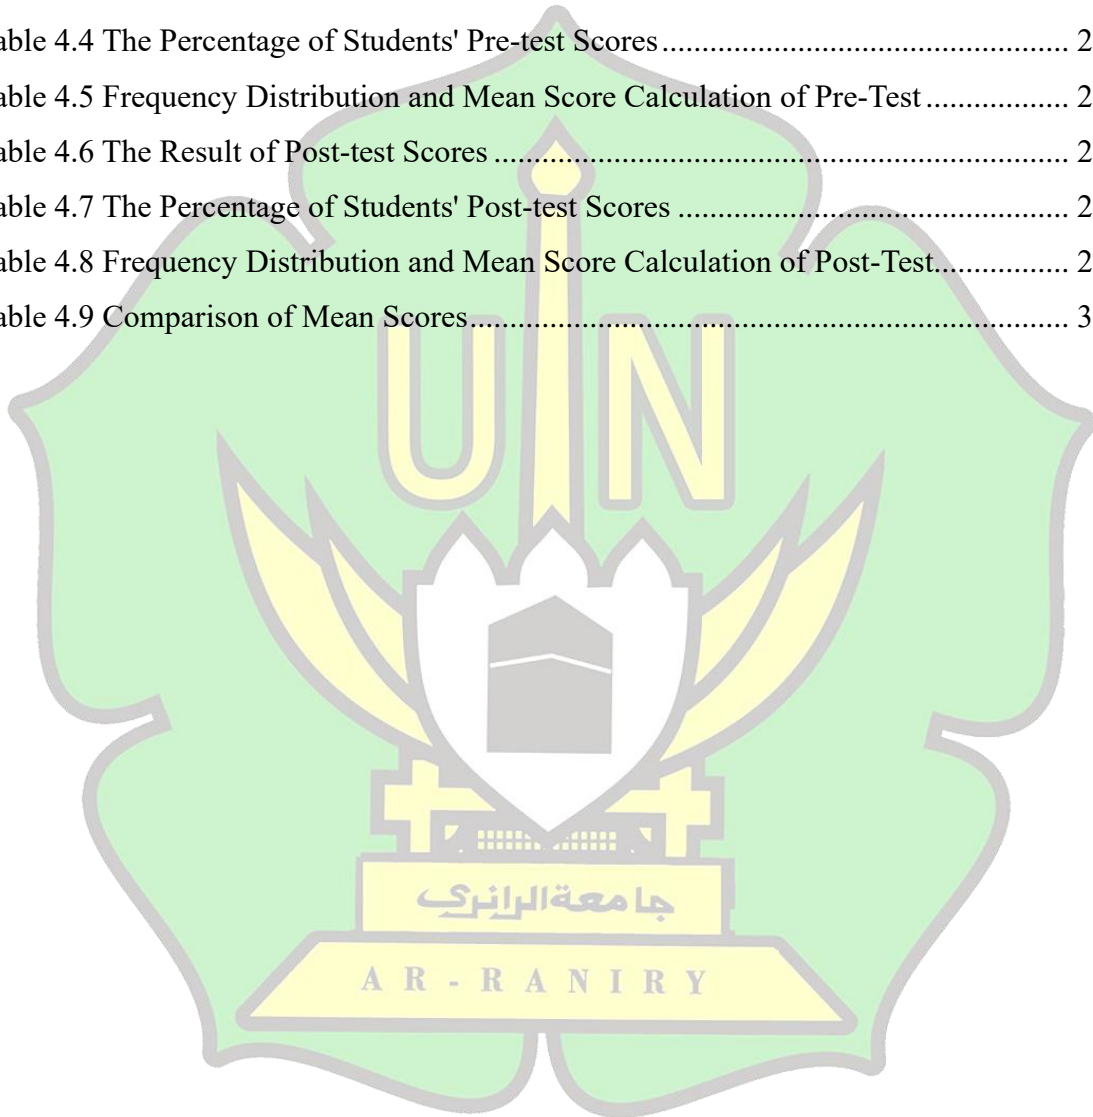 able 4.4 The Percentage of Students' Pre-test Scores.................................................. 2
able 4.5 Frequency Distribution and Mean Score Calculation of Pre-Test................. 2
able 4.6 The Result of Post-test Scores....................................................................... 2
able 4.7 The Percentage of Students' Post-test Scores................................................ 2
able 4.8 Frequency Distribution and Mean Score Calculation of Post-Test................ 2
able 4.9 Comparison of Mean Scores.......................................................................... 3
UIN
جامعة الرانري
AR-RANIRY